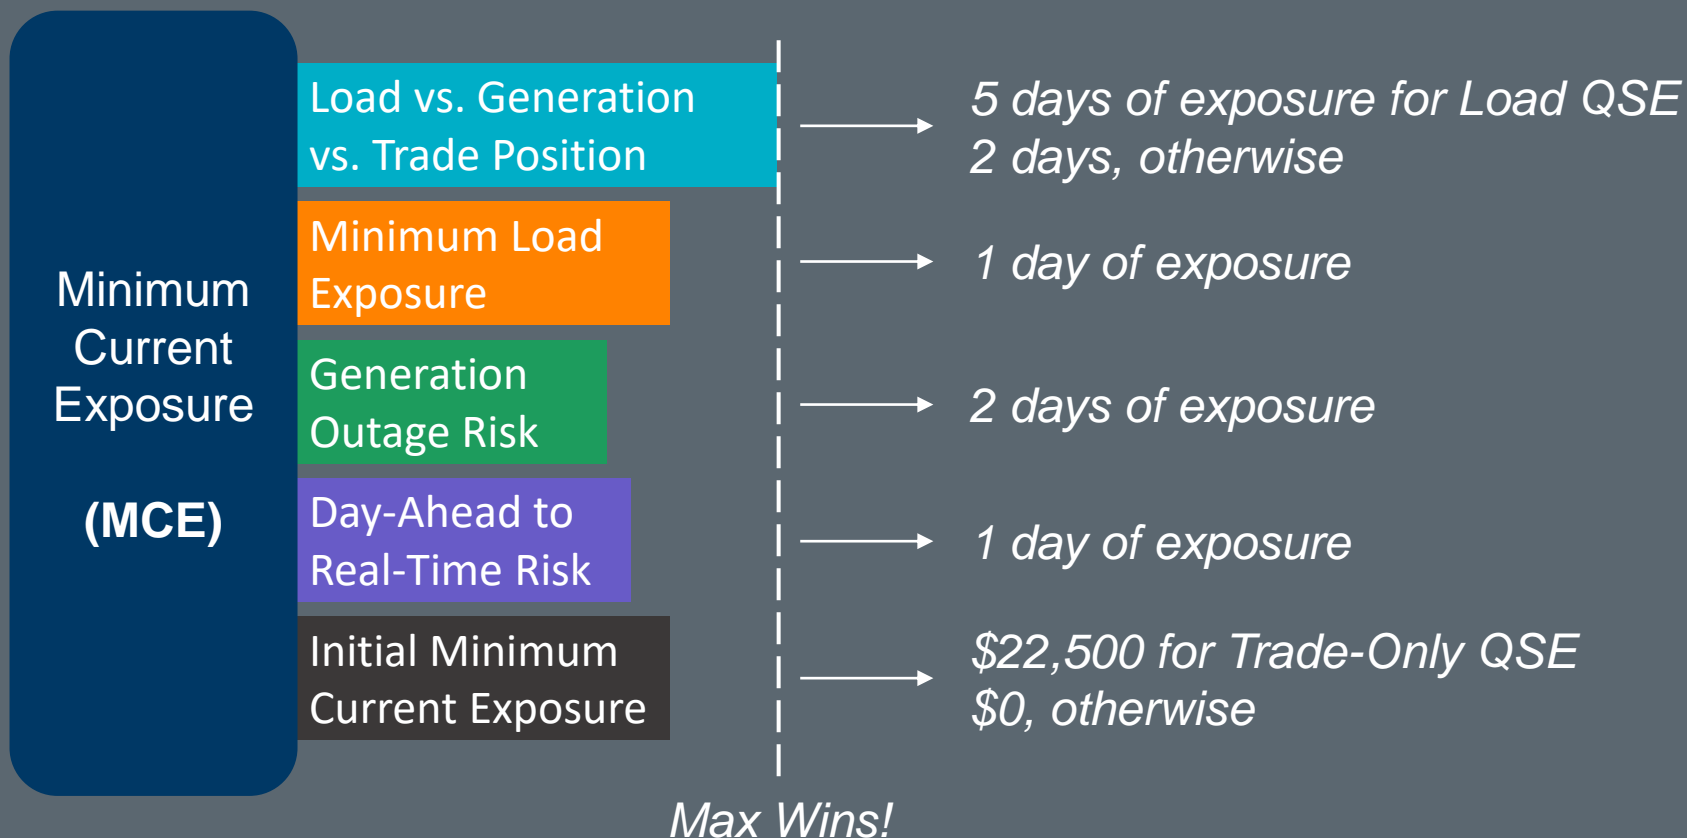 Minimum
Current
Exposure
(MCE)
Load vs. Generation
vs. Trade Position
5 days of exposure for Load QSE
2 days, otherwise
Minimum Load
Exposure
1 day of exposure
Generation
Outage Risk
2 days of exposure
Day-Ahead to
Real-Time Risk
1 day of exposure
Initial Minimum
Current Exposure
$22,500 for Trade-Only QSE
$0, otherwise
Max Wins!